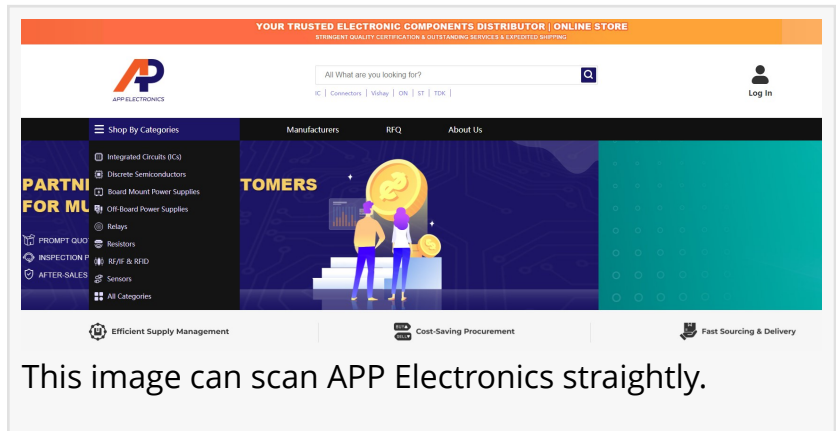 YOUR TRUSTED ELECTRONIC COMPONENTS DISTRIBUTOR | ONLINE STORE
STRINGENT QUALITY CERTIFICATION & OUTSTANDING SERVICES & EXPEDITED SHIPPING
AP
APP ELECTRONICS
All What are you looking for?
IC | Connectors | Vishay | ON | ST | TDK |
Log In
Shop By Categories
Manufacturers
RFQ
About Us
Integrated Circuits (ICs)
Discrete Semiconductors
Board Mount Power Supplies
Off-Board Power Supplies
Relays
Resistors
RF/IF & RFID
Sensors
All Categories
TOMERS
FOR
PROMPT
INSPECTION
AFTER-SALES
Efficient Supply Management
BUY
SELL
Cost-Saving Procurement
Fast Sourcing & Delivery
This image can scan APP Electronics straightly.